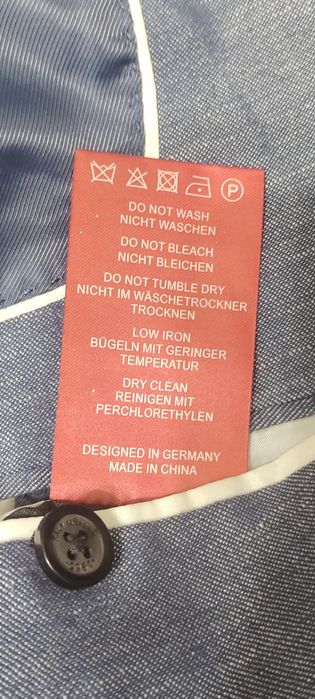 P
DO NOT WASH
NICHT WASCHEN
DO NOT BLEACH
NICHT BLEICHEN
DO NOT TUMBLE DRY
NICHT IM WÄSCHETROCKNER
TROCKNEN
LOW IRON
BÜGELN MIT GERINGER
TEMPERATUR
DRY CLEAN
REINIGEN MIT
PERCHLORETHYLEN
DESIGNED IN GERMANY
MADE IN CHINA